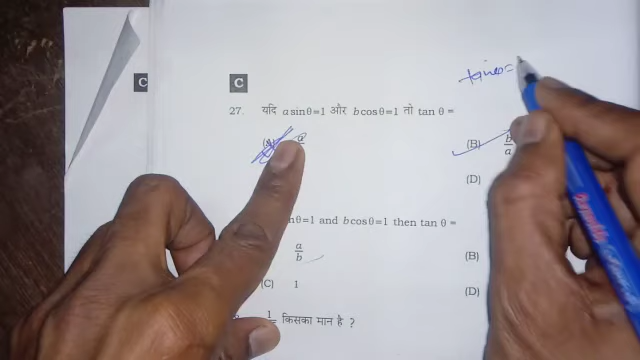 C
C
27. यदि a sinθ=1 और b cosθ=1 तो tan θ =
(A) a (B) b/a
(D)
nθ=1 and b cosθ=1 then tan θ =
a/b (B)
(C) 1 (D)
1 किसका मान है ?